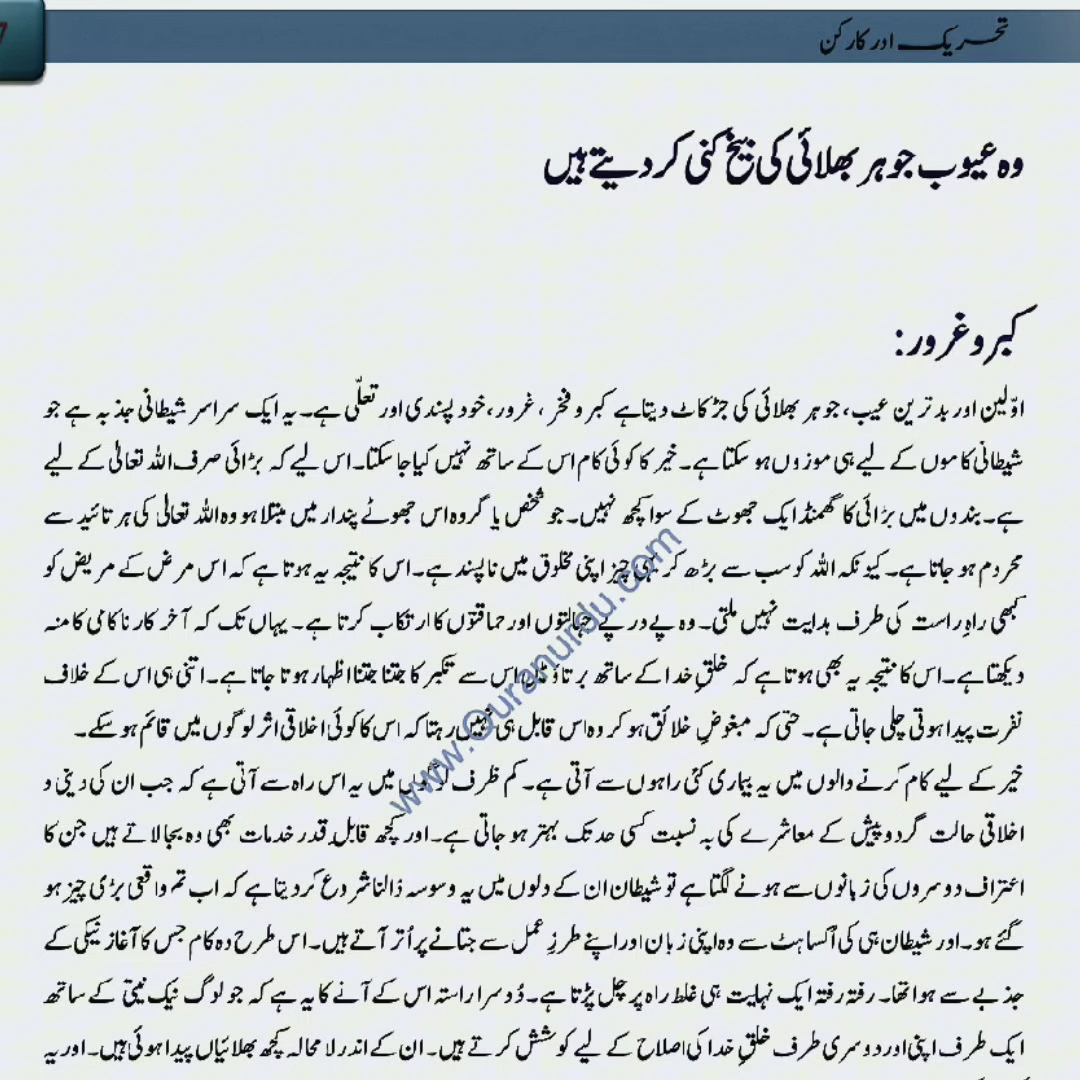 7
تحریک اور کارکن
وہ عیوب جو ہر بھلائی کی بیخ کنی کر دیتے ہیں
کبر و غرور:
اوّلین اور بد ترین عیب، جو ہر بھلائی کی جڑ کاٹ دیتا ہے کبر و فخر، غرور، خود پسندی اور تعلّی ہے۔ یہ ایک سراسر شیطانی جذبہ ہے جو
شیطانی کاموں کے لیے ہی موزوں ہو سکتا ہے۔ خیر کا کوئی کام اس کے ساتھ نہیں کیا جا سکتا۔ اس لیے کہ بڑائی صرف اللہ تعالیٰ کے لیے
ہے۔ بندوں میں بڑائی کا گھمنڈ ایک جھوٹ کے سوا کچھ نہیں۔ جو شخص یا گروہ اس جھوٹے پندار میں مبتلا ہو وہ اللہ تعالیٰ کی ہر تائید سے
محروم ہو جاتا ہے۔ کیونکہ اللہ کو سب سے بڑھ کر یہی چیز اپنی مخلوق میں ناپسند ہے۔ اس کا نتیجہ یہ ہوتا ہے کہ اس مرض کے مریض کو
کبھی راہِ راست کی طرف ہدایت نہیں ملتی۔ وہ پے در پے جہالتوں اور حماقتوں کا ارتکاب کرتا ہے۔ یہاں تک کہ آخر کار ناکامی کا منہ
دیکھتا ہے۔ اس کا نتیجہ یہ بھی ہوتا ہے کہ خلقِ خدا کے ساتھ برتاؤ میں اس سے تکبر کا جتنا جتنا اظہار ہوتا جاتا ہے۔ اتنی ہی اس کے خلاف
نفرت پیدا ہوتی چلی جاتی ہے۔ حتیٰ کہ مبغوضِ خلائق ہو کر وہ اس قابل ہی نہیں رہتا کہ اس کا کوئی اخلاقی اثر لوگوں میں قائم ہو سکے۔
خیر کے لیے کام کرنے والوں میں یہ بیماری کئی راہوں سے آتی ہے۔ کم ظرف لوگوں میں یہ اس راہ سے آتی ہے کہ جب ان کی دینی و
اخلاقی حالت گرد و پیش کے معاشرے کی بہ نسبت کسی حد تک بہتر ہو جاتی ہے۔ اور کچھ قابلِ قدر خدمات بھی وہ بجا لاتے ہیں جن کا
اعتراف دوسروں کی زبانوں سے ہونے لگتا ہے تو شیطان ان کے دلوں میں یہ وسوسہ ڈالنا شروع کر دیتا ہے کہ اب تم واقعی بڑی چیز ہو
گئے ہو۔ اور شیطان ہی کی اُکساہٹ سے وہ اپنی زبان اور اپنے طرزِ عمل سے جتانے پر اُتر آتے ہیں۔ اس طرح وہ کام جس کا آغاز نیکی کے
جذبے سے ہوا تھا۔ رفتہ رفتہ ایک نہایت ہی غلط راہ پر چل پڑتا ہے۔ دُوسرا راستہ اس کے آنے کا یہ ہے کہ جو لوگ نیک نیتی کے ساتھ
ایک طرف اپنی اور دوسری طرف خلقِ خدا کی اصلاح کے لیے کوشش کرتے ہیں۔ ان کے اندر لا محالہ کچھ بھلائیاں پیدا ہوتی ہیں۔ اور یہ
www.Quranurdu.com